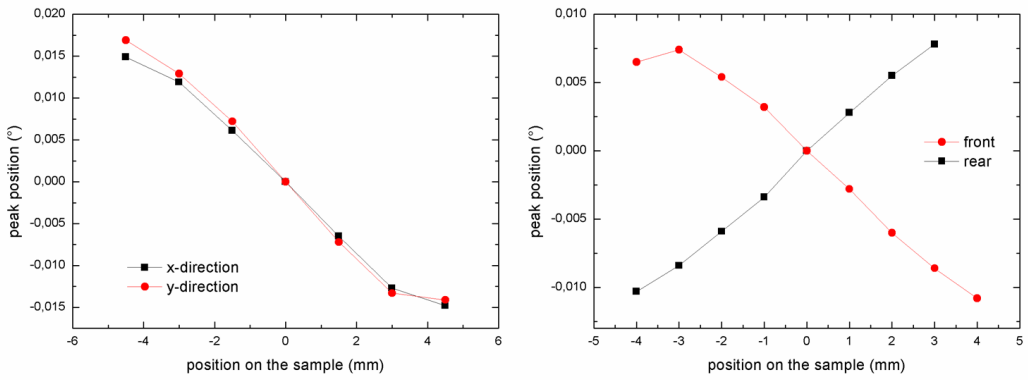 0,020
0,015
0,010
0,005
0,000
-0,005
-0,010
-0,015
peak position (°)
x-direction
y-direction
-6 -4 -2 0 2 4 6
position on the sample (mm)
0,010
0,005
0,000
-0,005
-0,010
peak position (°)
front
rear
-5 -4 -3 -2 -1 0 1 2 3 4 5
position on the sample (mm)